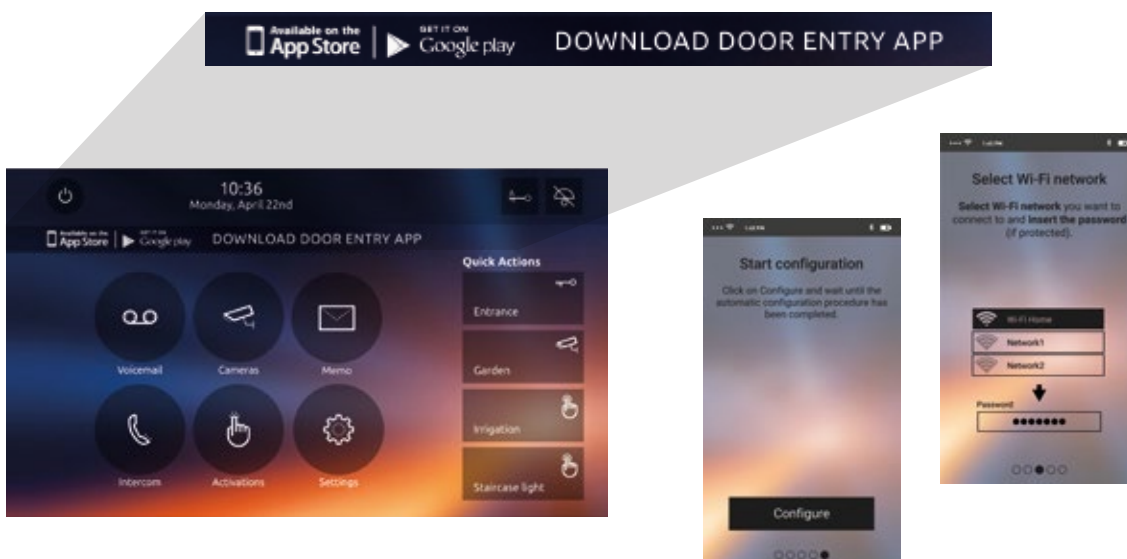 Available on the App Store
GET IT ON Google play
DOWNLOAD DOOR ENTRY APP
10:36
Monday, April 22nd
Available on the App Store
GET IT ON Google play
DOWNLOAD DOOR ENTRY APP
Quick Actions
Voicemail
Cameras
Memo
Intercom
Activations
Settings
Entrance
Garden
Irrigation
Staircase light
Start configuration
Click on Configure and wait until the
automatic configuration procedure has
been completed.
Configure
Select Wi-Fi network
Select Wi-Fi network you want to
connect to and insert the password
(if protected).
Wi-Fi Home
Network1
Network2
Password